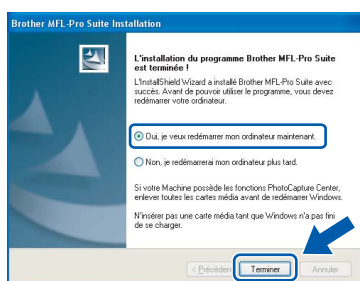 Brother MFL-Pro Suite Installation
L'installation du programme Brother MFL-Pro Suite
est terminée !
L'InstallShield Wizard a installé Brother MFL-Pro Suite avec
succès. Avant de pouvoir utiliser le programme, vous devez
redémarrer votre ordinateur.
Oui, je veux redémarrer mon ordinateur maintenant.
Non, je redémarrerai mon ordinateur plus tard.
Si votre Machine possède les fonctions PhotoCapture Center,
enlever toutes les cartes média avant de redémarrer Windows.
N'insérer pas une carte média tant que Windows n'a pas fini
de se charger.
< Précédent
Terminer
Annuler